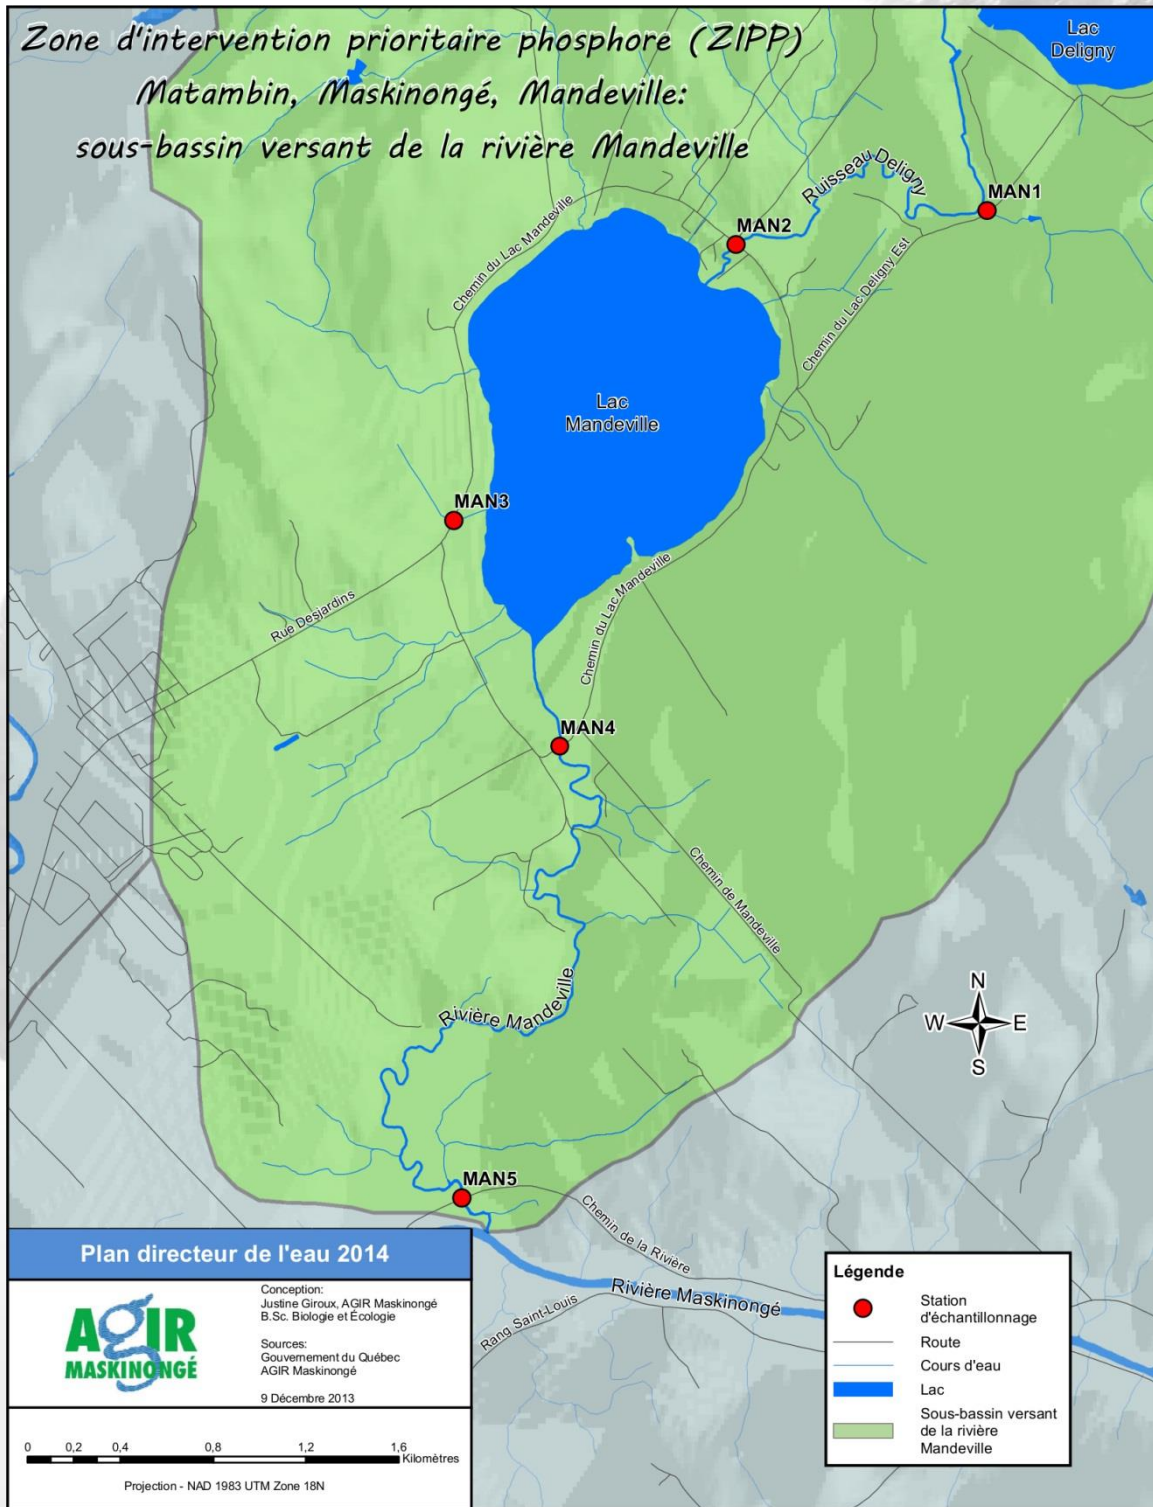 Zone d'intervention prioritaire phosphore (ZIPP)
Matambin, Maskinongé, Mandeville:
sous-bassin versant de la rivière Mandeville
Lac
Deligny
Ruisseau Deligny
MAN1
MAN2
Chemin du Lac Mandeville
Chemin du Lac Deligny Est
Lac
Mandeville
MAN3
Rue Desjardins
Chemin du Lac Mandeville
MAN4
Chemin de Mandeville
Rivière Mandeville
N
W
E
S
MAN5
Chemin de la Rivière
Rivière Maskinongé
Rang Saint-Louis
Plan directeur de l'eau 2014
AGIR
MASKINONGÉ
Conception:
Justine Giroux, AGIR Maskinongé
B.Sc. Biologie et Écologie
Sources:
Gouvernement du Québec
AGIR Maskinongé
9 Décembre 2013
0 0,2 0,4 0,8 1,2 1,6
Kilomètres
Projection - NAD 1983 UTM Zone 18N
Légende
Station
d'échantillonnage
Route
Cours d'eau
Lac
Sous-bassin versant
de la rivière
Mandeville